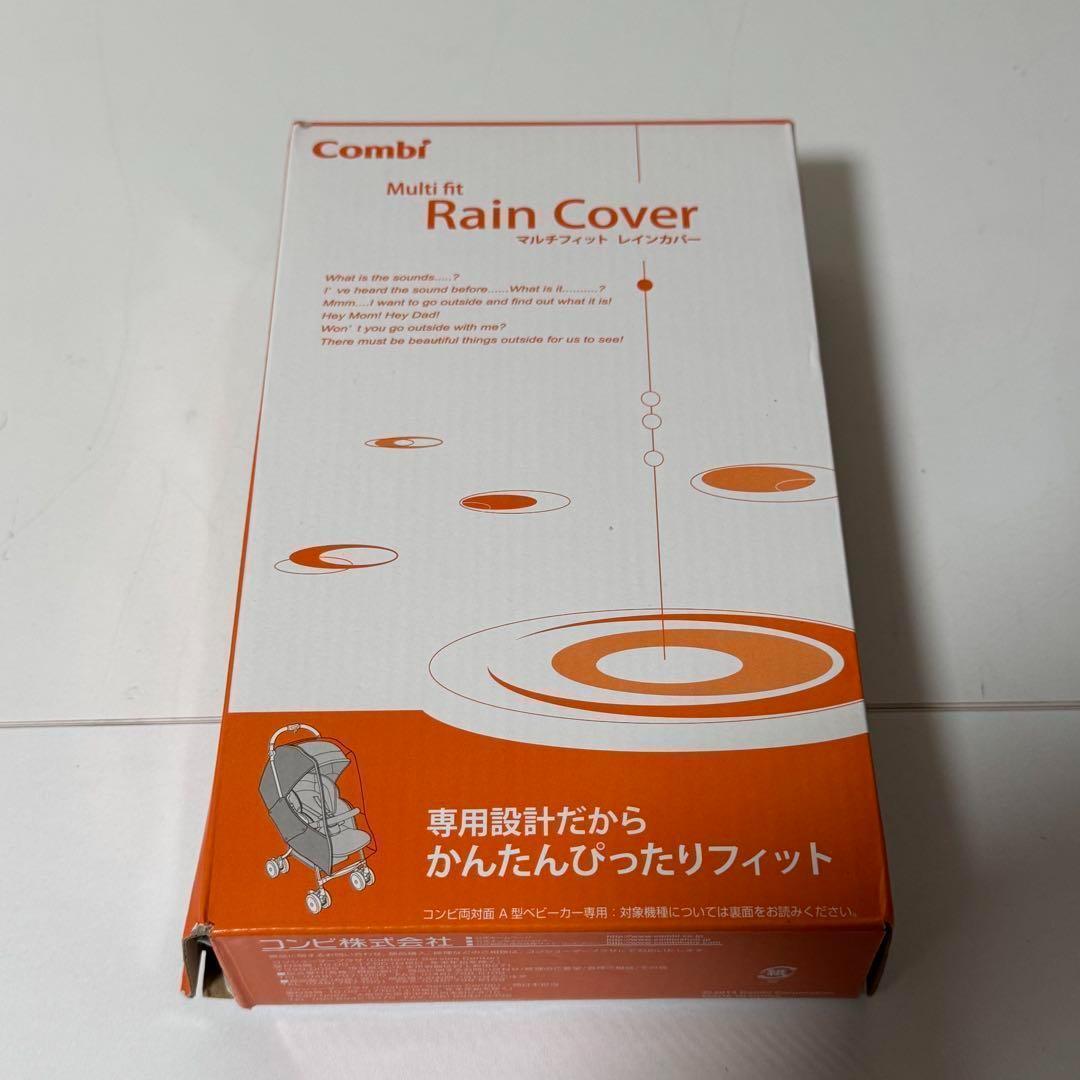 Combi
Multi fit
Rain Cover
マルチフィット レインカバー
What is the sounds.....?
I' ve heard the sound before......What is it..........?
Mmm....I want to go outside and find out what it is!
Hey Mom! Hey Dad!
Won' t you go outside with me?
There must be beautiful things outside for us to see!
専用設計だから
かんたんぴったりフィット
コンビ両対面 A 型ベビーカー専用：対象機種については裏面をお読みください。
コンビ株式会社
紙